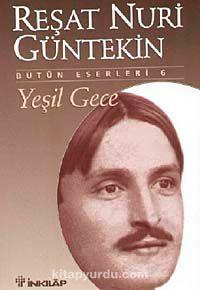 REŞAT NURİ
GÜNTEKİN
BÜTÜN ESERLERİ 6
Yeşil Gece
kitapyurdu.com
İNKILÂP